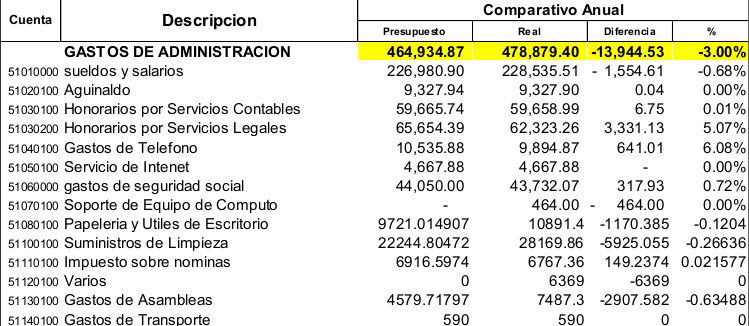 Cuenta Descripcion Comparativo Anual
Presupuesto Real Diferencia %
GASTOS DE ADMINISTRACION 464,934.87 478,879.40 -13,944.53 -3.00%
51010000 sueldos y salarios 226,980.90 228,535.51 - 1,554.61 -0.68%
51020100 Aguinaldo 9,327.94 9,327.90 0.04 0.00%
51030100 Honorarios por Servicios Contables 59,665.74 59,658.99 6.75 0.01%
51030200 Honorarios por Servicios Legales 65,654.39 62,323.26 3,331.13 5.07%
51040100 Gastos de Telefono 10,535.88 9,894.87 641.01 6.08%
51050100 Servicio de Intenet 4,667.88 4,667.88 - 0.00%
51060000 gastos de seguridad social 44,050.00 43,732.07 317.93 0.72%
51070100 Soporte de Equipo de Computo - 464.00 - 464.00 0.00%
51080100 Papeleria y Utiles de Escritorio 9721.014907 10891.4 -1170.385 -0.1204
51100100 Suministros de Limpieza 22244.80472 28169.86 -5925.055 -0.26636
51110100 Impuesto sobre nominas 6916.5974 6767.36 149.2374 0.021577
51120100 Varios 0 6369 -6369 0
51130100 Gastos de Asambleas 4579.71797 7487.3 -2907.582 -0.63488
51140100 Gastos de Transporte 590 590 0 0